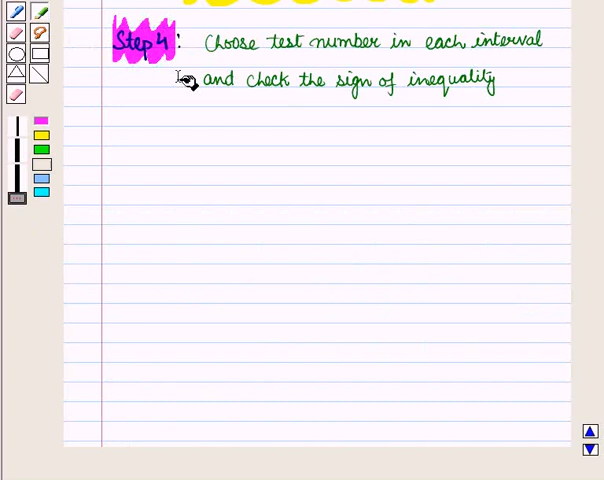 Step 4: Choose test number in each interval
and check the sign of inequality